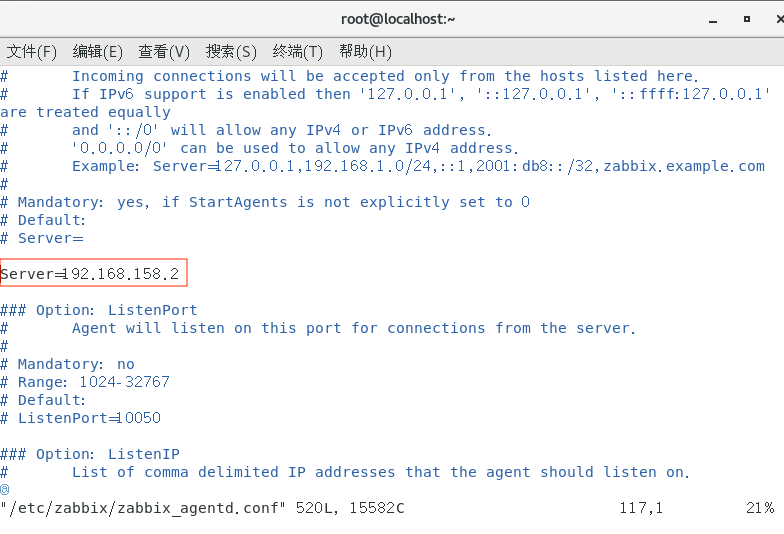 root@localhost:~
文件(F) 编辑(E) 查看(V) 搜索(S) 终端(T) 帮助(H)
#       Incoming connections will be accepted only from the hosts listed here.
#       If IPv6 support is enabled then '127.0.0.1', '::127.0.0.1', '::ffff:127.0.0.1'
are treated equally
#       and '::/0' will allow any IPv4 or IPv6 address.
#       '0.0.0.0/0' can be used to allow any IPv4 address.
#       Example: Server=127.0.0.1,192.168.1.0/24,::1,2001:db8::/32,zabbix.example.com
#
# Mandatory: yes, if StartAgents is not explicitly set to 0
# Default:
# Server=
Server=192.168.158.2
### Option: ListenPort
#       Agent will listen on this port for connections from the server.
#
# Mandatory: no
# Range: 1024-32767
# Default:
# ListenPort=10050
### Option: ListenIP
#       List of comma delimited IP addresses that the agent should listen on.
@
"/etc/zabbix/zabbix_agentd.conf" 520L, 15582C 117,1 21%